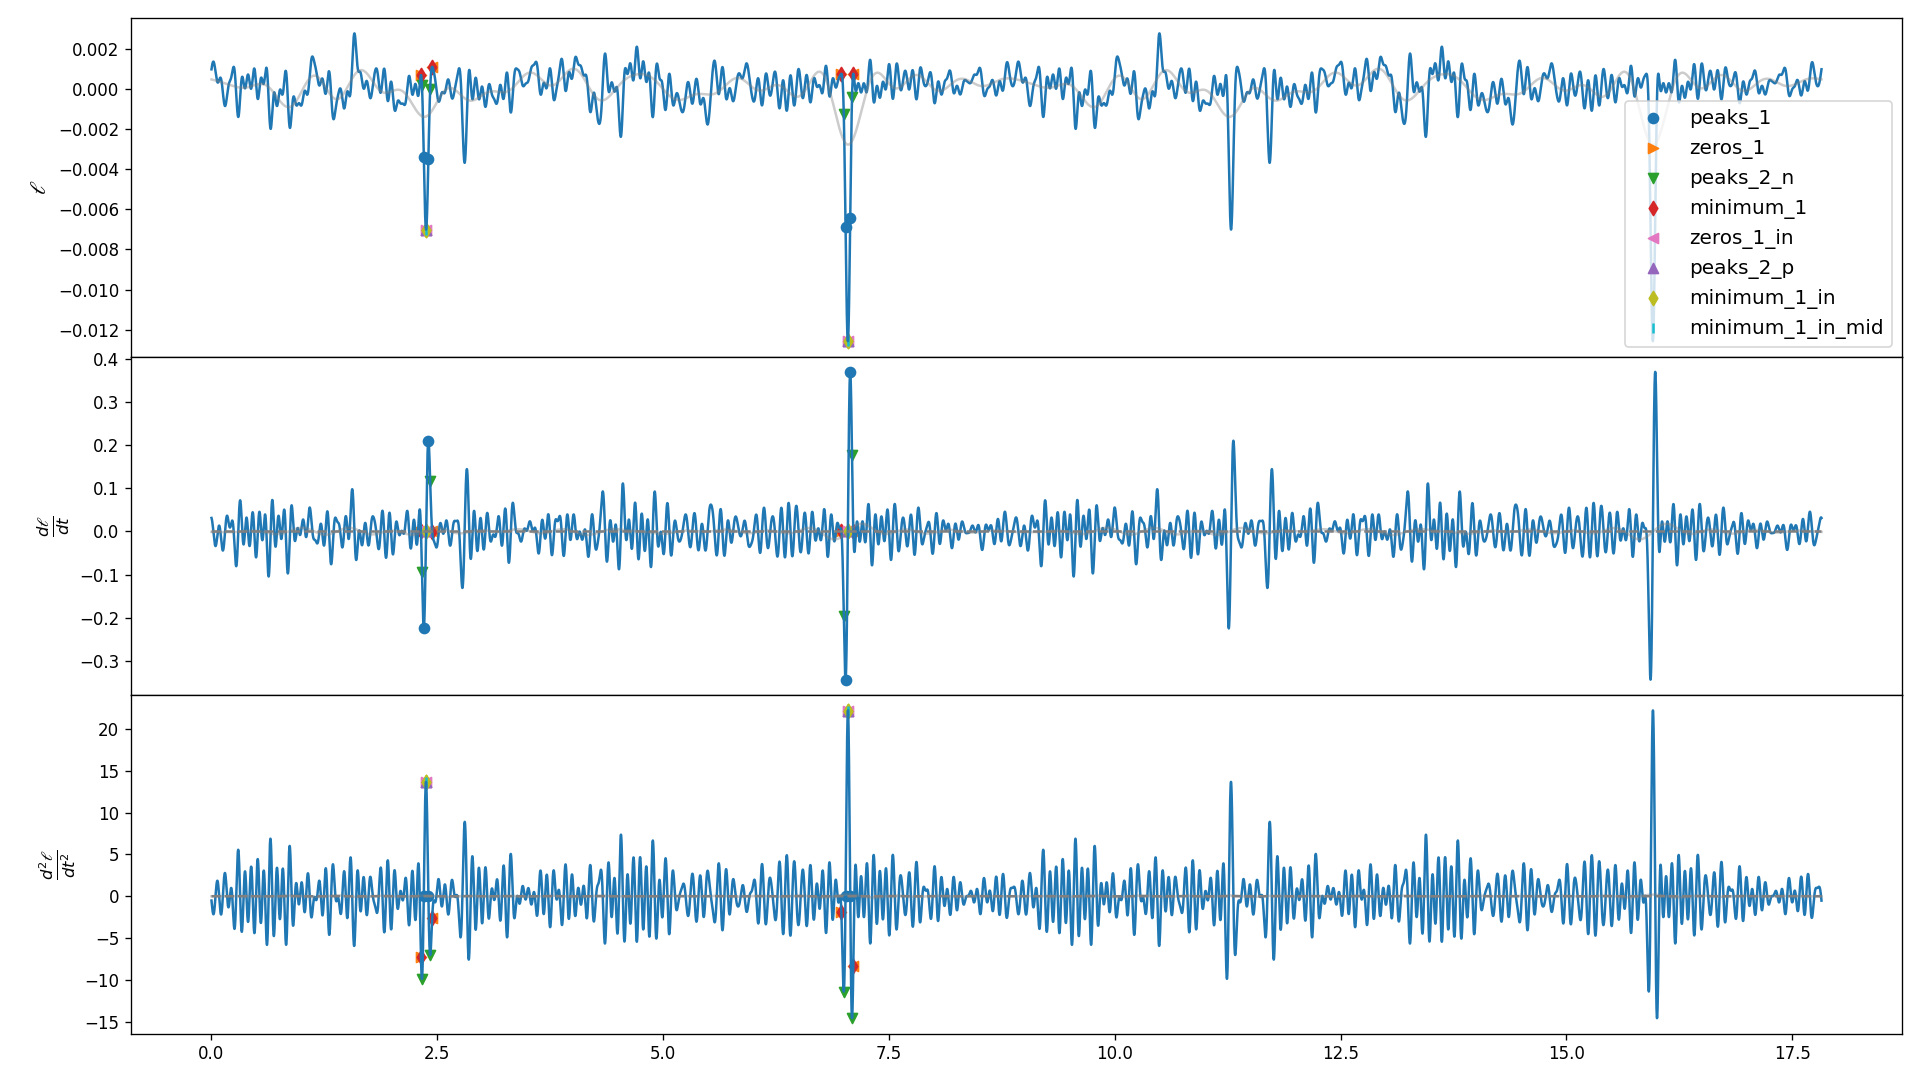 0.002
0.000
−0.002
−0.004
−0.006
−0.008
−0.010
−0.012
ℓ
peaks_1
zeros_1
peaks_2_n
minimum_1
zeros_1_in
peaks_2_p
minimum_1_in
minimum_1_in_mid
0.4
0.3
0.2
0.1
0.0
−0.1
−0.2
−0.3
dℓ
dt
20
15
10
5
0
−5
−10
−15
d²ℓ
dt²
0.0 2.5 5.0 7.5 10.0 12.5 15.0 17.5